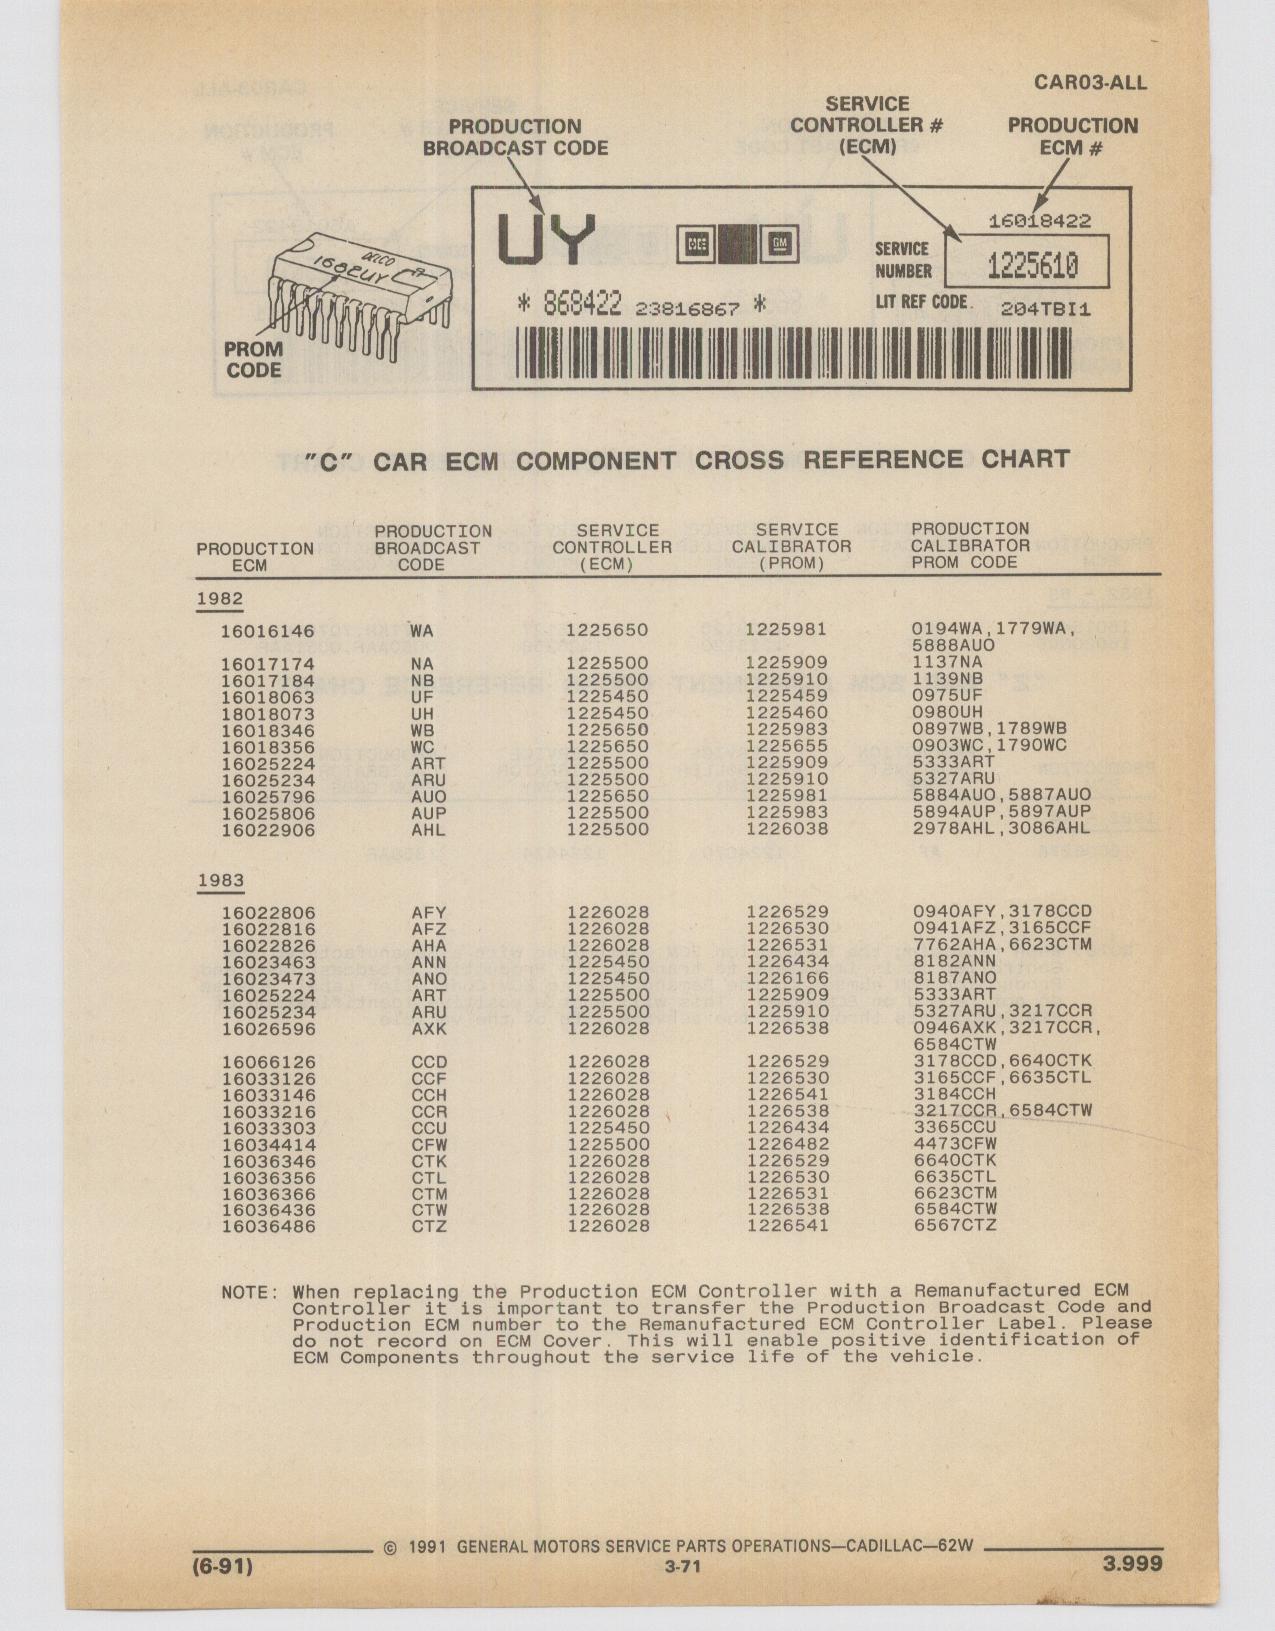 CAR03-ALL
PRODUCTION
BROADCAST CODE
SERVICE
CONTROLLER #
(ECM)
PRODUCTION
ECM #
DELCO
1682UY
PROM
CODE
UY
GM
16018422
SERVICE
NUMBER
1225610
* 868422 23816867 *
LIT REF CODE. 204TBI1
"C" CAR ECM COMPONENT CROSS REFERENCE CHART
PRODUCTION ECM PRODUCTION BROADCAST CODE SERVICE CONTROLLER (ECM) SERVICE CALIBRATOR (PROM) PRODUCTION CALIBRATOR PROM CODE
1982
16016146 WA 1225650 1225981 0194WA,1779WA,
5888AUO
16017174 NA 1225500 1225909 1137NA
16017184 NB 1225500 1225910 1139NB
16018063 UF 1225450 1225459 0975UF
18018073 UH 1225450 1225460 0980UH
16018346 WB 1225650 1225983 0897WB,1789WB
16018356 WC 1225650 1225655 0903WC,1790WC
16025224 ART 1225500 1225909 5333ART
16025234 ARU 1225500 1225910 5327ARU
16025796 AUO 1225650 1225981 5884AUO,5887AUO
16025806 AUP 1225500 1225983 5894AUP,5897AUP
16022906 AHL 1225500 1226038 2978AHL,3086AHL
1983
16022806 AFY 1226028 1226529 0940AFY,3178CCD
16022816 AFZ 1226028 1226530 0941AFZ,3165CCF
16022826 AHA 1226028 1226531 7762AHA,6623CTM
16023463 ANN 1225450 1226434 8182ANN
16023473 ANO 1225450 1226166 8187ANO
16025224 ART 1225500 1225909 5333ART
16025234 ARU 1225500 1225910 5327ARU,3217CCR
16026596 AXK 1226028 1226538 0946AXK,3217CCR,
6584CTW
16066126 CCD 1226028 1226529 3178CCD,6640CTK
16033126 CCF 1226028 1226530 3165CCF,6635CTL
16033146 CCH 1226028 1226541 3184CCH
16033216 CCR 1226028 1226538 3217CCR,6584CTW
16033303 CCU 1225450 1226434 3365CCU
16034414 CFW 1225500 1226482 4473CFW
16036346 CTK 1226028 1226529 6640CTK
16036356 CTL 1226028 1226530 6635CTL
16036366 CTM 1226028 1226531 6623CTM
16036436 CTW 1226028 1226538 6584CTW
16036486 CTZ 1226028 1226541 6567CTZ
NOTE: When replacing the Production ECM Controller with a Remanufactured ECM
Controller it is important to transfer the Production Broadcast Code and
Production ECM number to the Remanufactured ECM Controller Label. Please
do not record on ECM Cover. This will enable positive identification of
ECM Components throughout the service life of the vehicle.
© 1991 GENERAL MOTORS SERVICE PARTS OPERATIONS—CADILLAC—62W
(6-91) 3-71 3.999